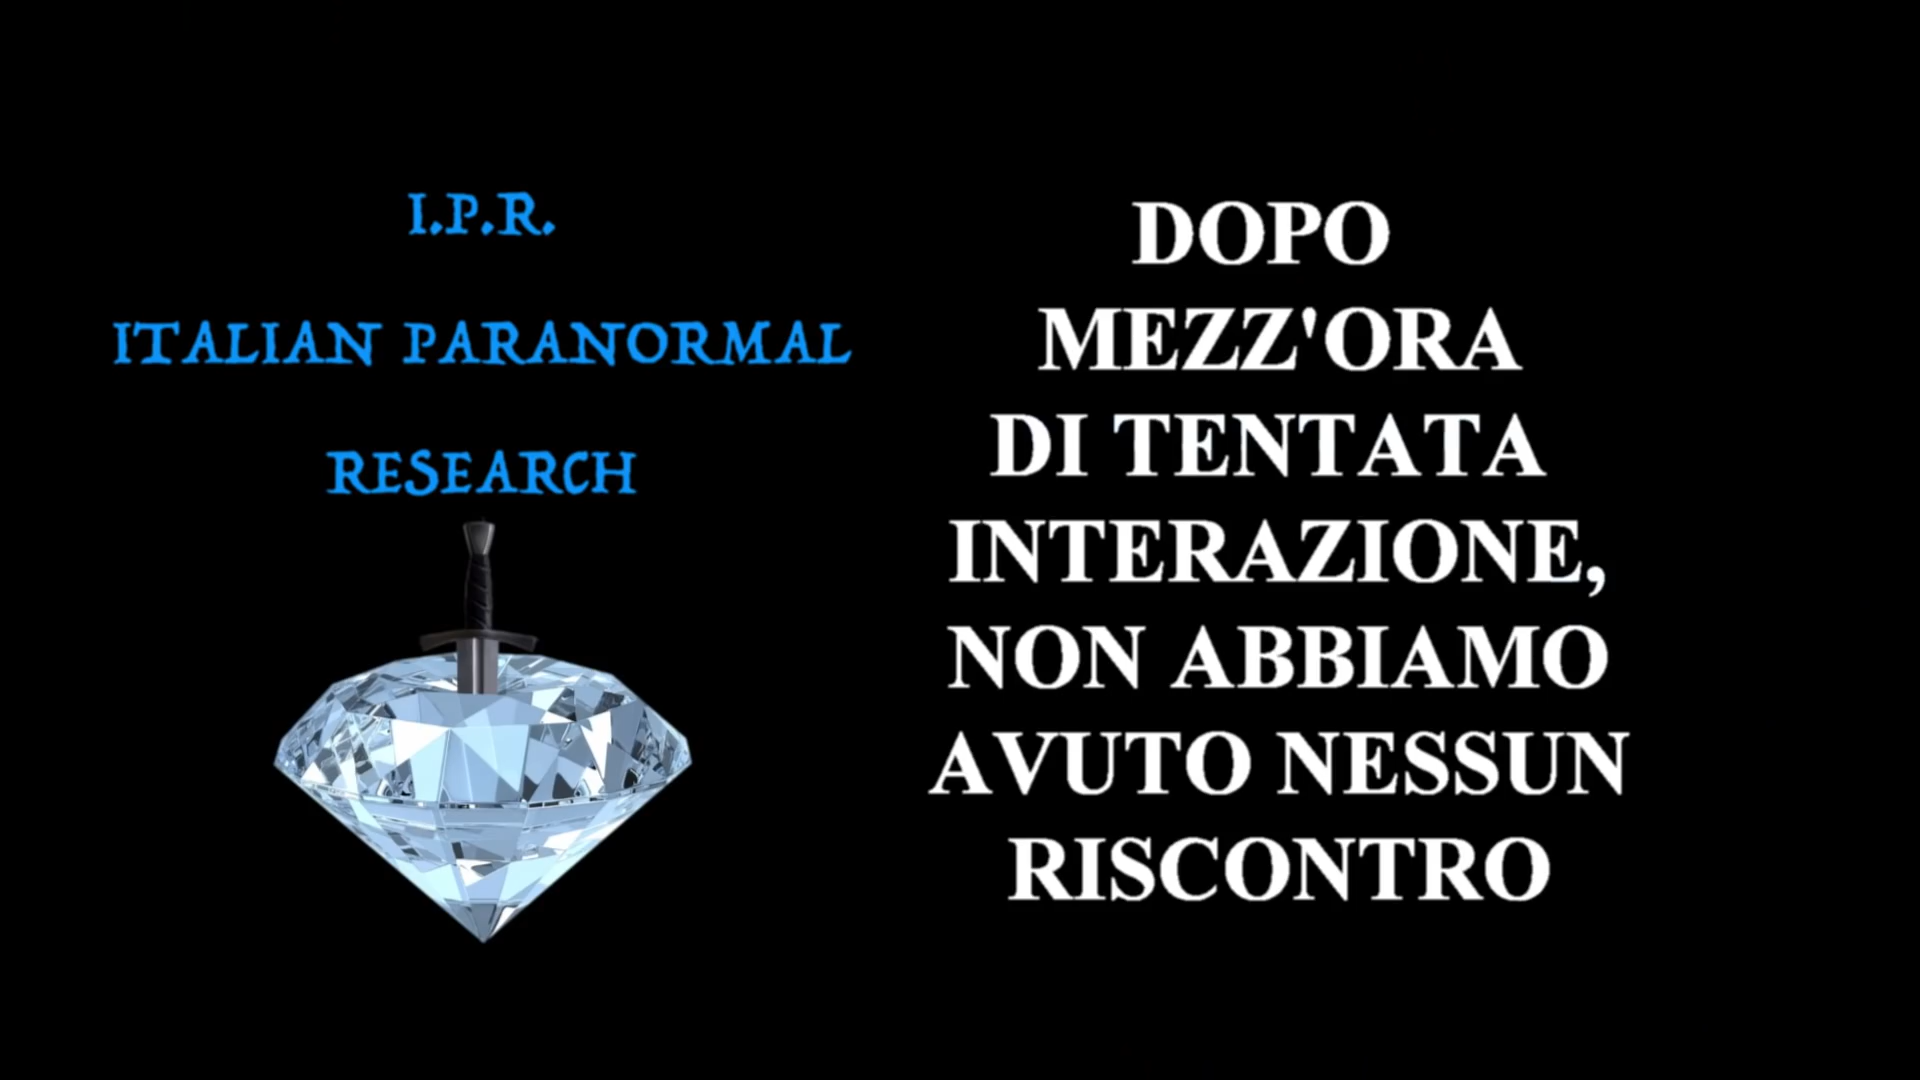 I.P.R.
ITALIAN PARANORMAL
RESEARCH
DOPO
MEZZ'ORA
DI TENTATA
INTERAZIONE,
NON ABBIAMO
AVUTO NESSUN
RISCONTRO